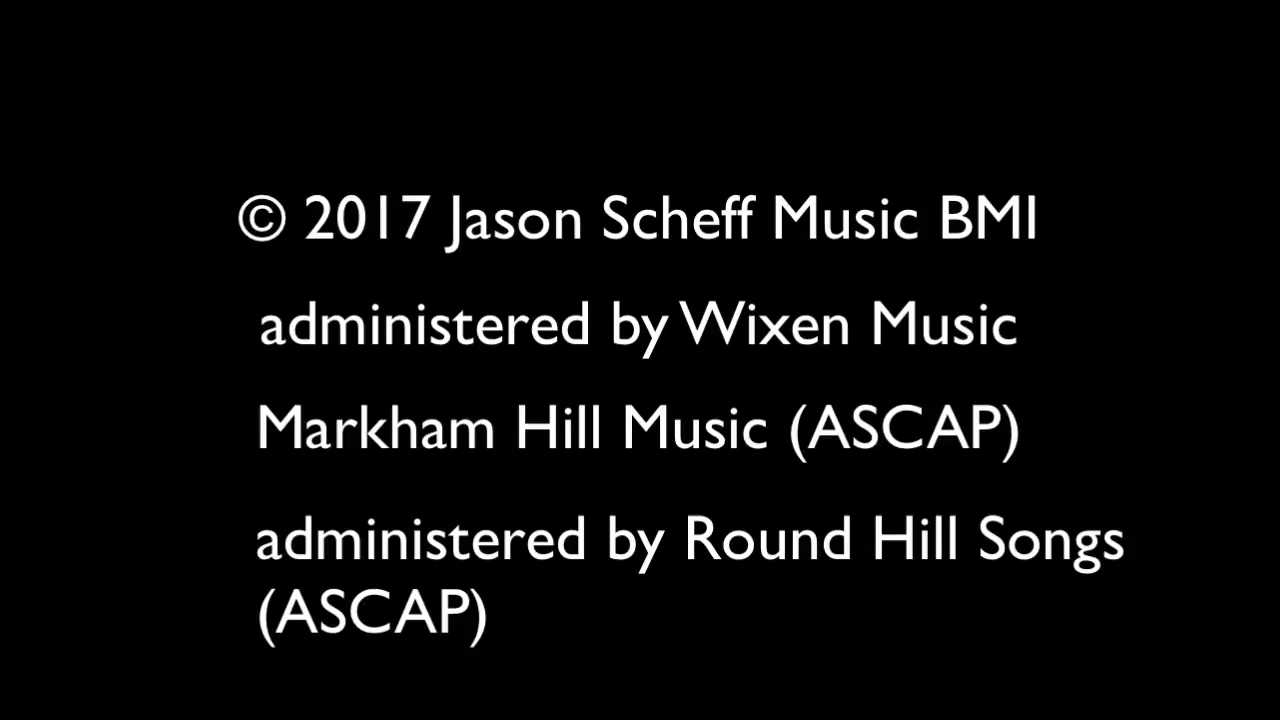 © 2017 Jason Scheff Music BMI
administered by Wixen Music
Markham Hill Music (ASCAP)
administered by Round Hill Songs
(ASCAP)